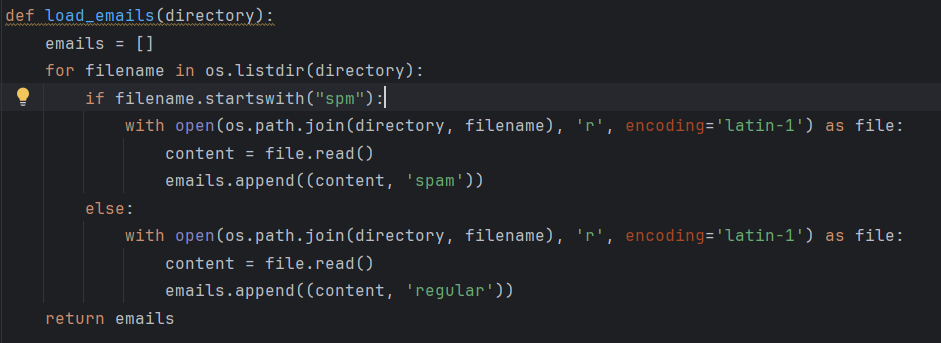 def load_emails(directory):
    emails = []
    for filename in os.listdir(directory):
        if filename.startswith("spm"):
            with open(os.path.join(directory, filename), 'r', encoding='latin-1') as file:
                content = file.read()
                emails.append((content, 'spam'))
        else:
            with open(os.path.join(directory, filename), 'r', encoding='latin-1') as file:
                content = file.read()
                emails.append((content, 'regular'))
    return emails